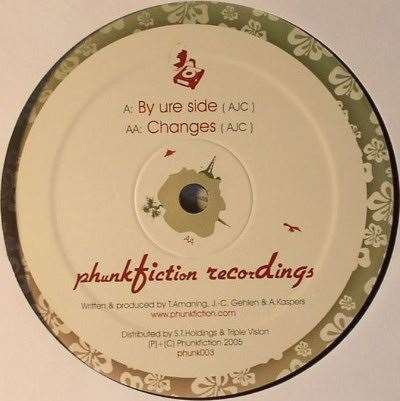 A: By ure side ( AJC )
AA: Changes ( AJC )
AA
phunkfiction recordings
Written & produced by T.Amaning, J.-C. Gehlen & A.Kaspers
www.phunkfiction.com
Distributed by S.T.Holdings & Triple Vision
(P)+(C) Phunkfiction 2005
phunk003